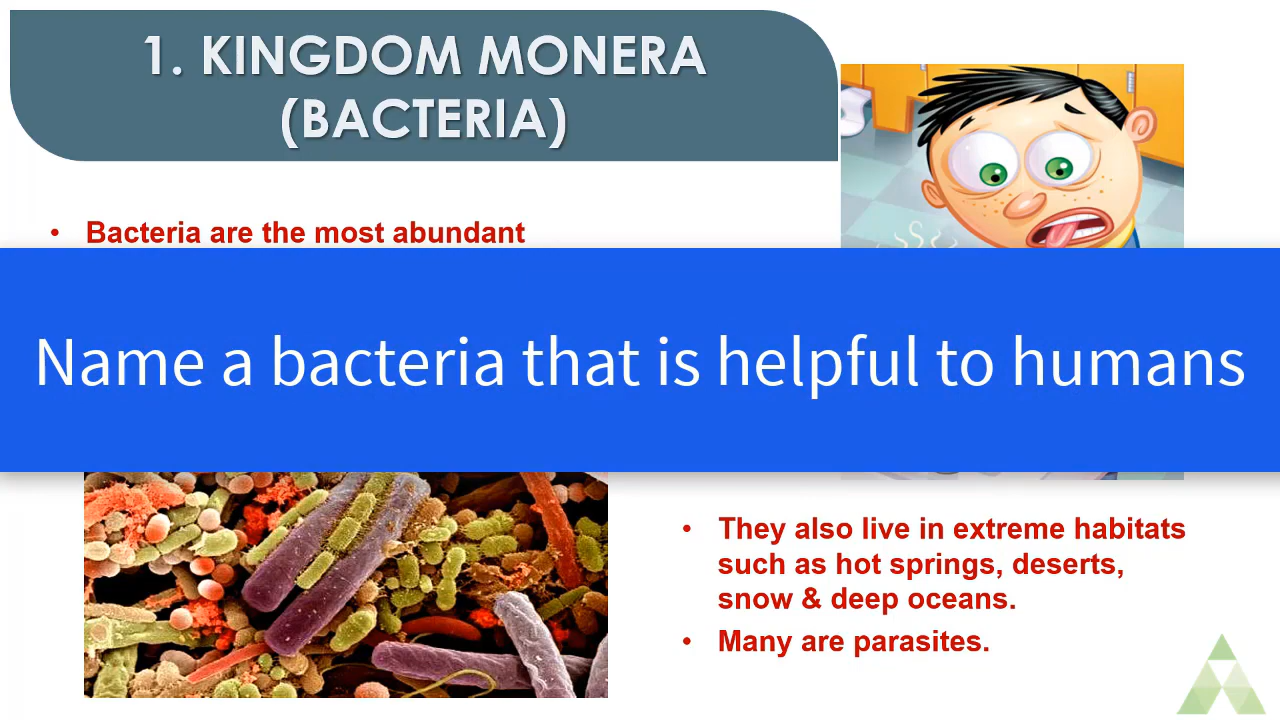 1. KINGDOM MONERA
(BACTERIA)
• Bacteria are the most abundant
Name a bacteria that is helpful to humans
• They also live in extreme habitats
such as hot springs, deserts,
snow & deep oceans.
• Many are parasites.